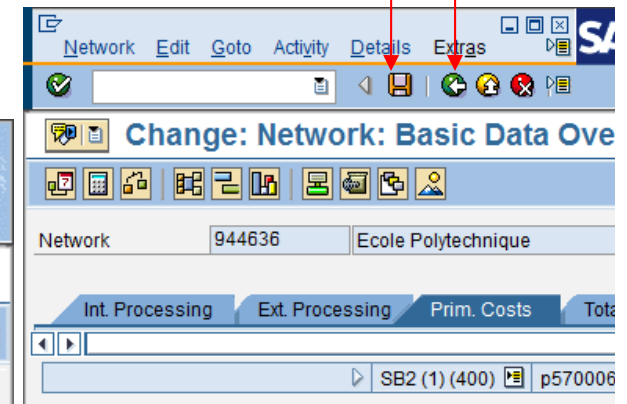 Network Edit Goto Activity Details Extras
SA
Change: Network: Basic Data Ove
Network 944636 Ecole Polytechnique
Int. Processing Ext. Processing Prim. Costs Tota
SB2 (1) (400) p570006